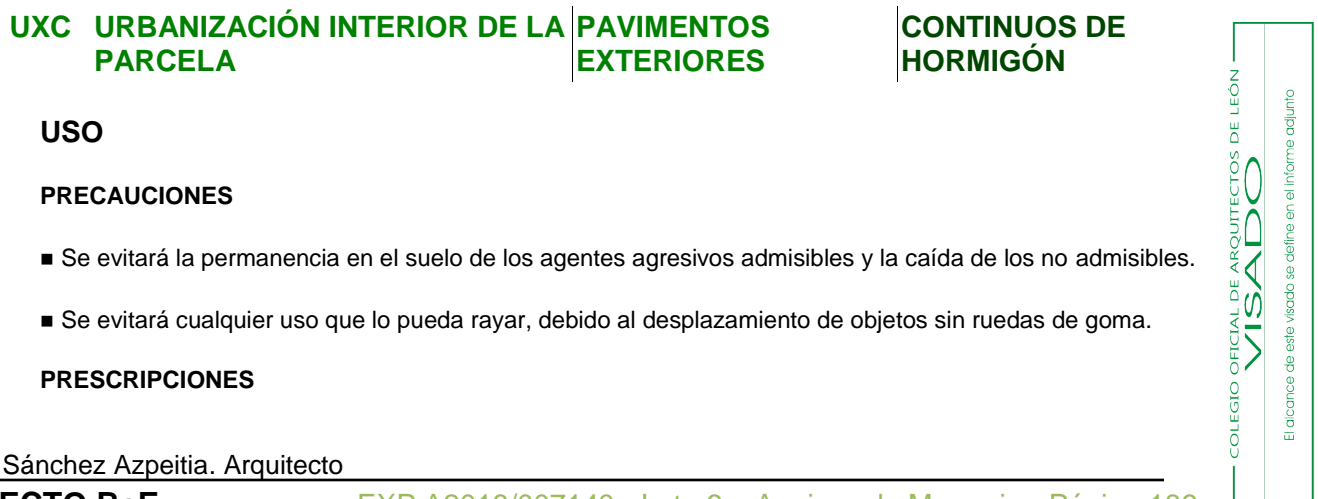 UXC URBANIZACIÓN INTERIOR DE LA PARCELA
PAVIMENTOS EXTERIORES
CONTINUOS DE HORMIGÓN
USO
PRECAUCIONES
■ Se evitará la permanencia en el suelo de los agentes agresivos admisibles y la caída de los no admisibles.
■ Se evitará cualquier uso que lo pueda rayar, debido al desplazamiento de objetos sin ruedas de goma.
PRESCRIPCIONES
Sánchez Azpeitia. Arquitecto
COLEGIO OFICIAL DE ARQUITECTOS DE LEÓN
VISADO
El alcance de este visado se define en el informe adjunto